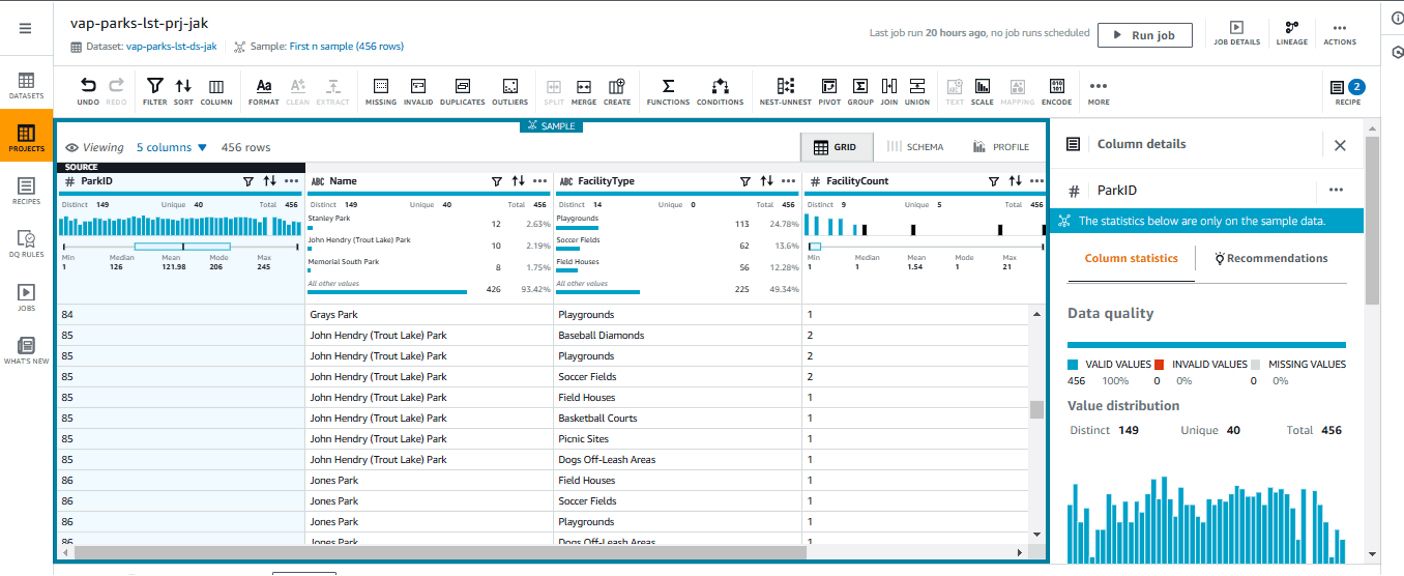 vap-parks-lst-prj-jak
Dataset: vap-parks-lst-ds-jak Sample: First n sample (456 rows)
Last job run 20 hours ago, no job runs scheduled
Run job
JOB DETAILS LINEAGE ACTIONS
DATASETS
PROJECTS
RECIPES
DQ RULES
JOBS
WHAT'S NEW
UNDO REDO FILTER SORT COLUMN FORMAT CLEAN EXTRACT MISSING INVALID DUPLICATES OUTLIERS SPLIT MERGE CREATE FUNCTIONS CONDITIONS NEST-UNNEST PIVOT GROUP JOIN UNION TEXT SCALE MAPPING ENCODE MORE
2
RECIPE
SAMPLE
Viewing 5 columns 456 rows
GRID SCHEMA PROFILE
SOURCE
# ParkID
Distinct 149 Unique 40 Total 456
Min Median Mean Mode Max
1 126 121.98 206 245
ABC Name
Distinct 149 Unique 40 Total 456
Stanley Park 12 2.63%
John Hendry (Trout Lake) Park 10 2.19%
Memorial South Park 8 1.75%
All other values 426 93.42%
ABC FacilityType
Distinct 14 Unique 0 Total 456
Playgrounds 113 24.78%
Soccer Fields 62 13.6%
Field Houses 56 12.28%
All other values 225 49.34%
# FacilityCount
Distinct 9 Unique 5 Total 456
Min Median Mean Mode Max
1 1 1.54 1 21
84 Grays Park Playgrounds 1
85 John Hendry (Trout Lake) Park Baseball Diamonds 2
85 John Hendry (Trout Lake) Park Playgrounds 2
85 John Hendry (Trout Lake) Park Soccer Fields 2
85 John Hendry (Trout Lake) Park Field Houses 1
85 John Hendry (Trout Lake) Park Basketball Courts 1
85 John Hendry (Trout Lake) Park Picnic Sites 1
85 John Hendry (Trout Lake) Park Dogs Off-Leash Areas 1
86 Jones Park Field Houses 1
86 Jones Park Soccer Fields 1
86 Jones Park Playgrounds 1
86 Jones Park Dogs Off-Leash Areas 1
Column details
# ParkID
The statistics below are only on the sample data.
Column statistics Recommendations
Data quality
VALID VALUES INVALID VALUES MISSING VALUES
456 100% 0 0% 0 0%
Value distribution
Distinct 149 Unique 40 Total 456